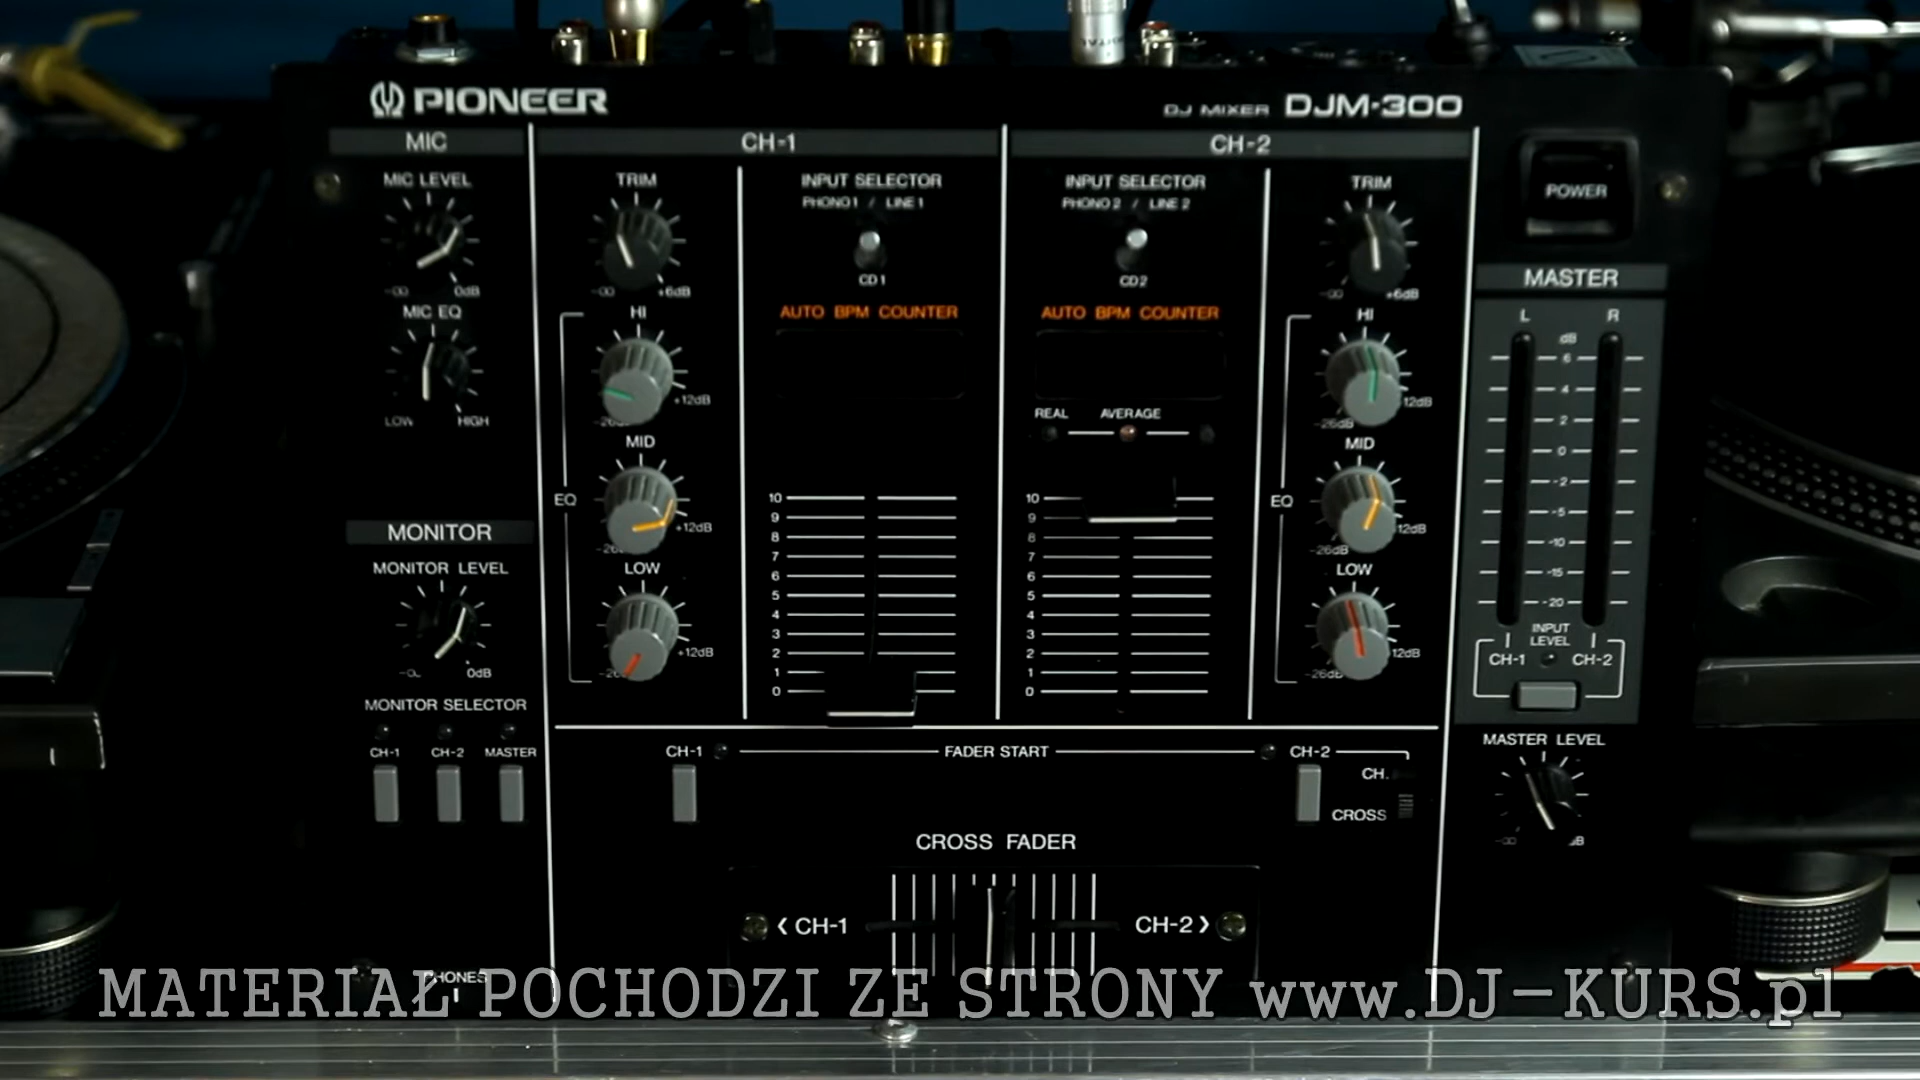 PIONEER
DJ MIXER DJM-300
MIC
CH-1
CH-2
MIC LEVEL
-∞ 0dB
MIC EQ
LOW HIGH
MONITOR
MONITOR LEVEL
0dB
MONITOR SELECTOR
CH-1 CH-2 MASTER
PHONES
TRIM
-∞ +6dB
HI
+12dB
MID
EQ
+12dB
LOW
+12dB
INPUT SELECTOR
PHONO 1 / LINE 1
CD 1
AUTO BPM COUNTER
10
9
8
7
6
5
4
3
2
1
0
INPUT SELECTOR
PHONO 2 / LINE 2
CD 2
AUTO BPM COUNTER
REAL AVERAGE
10
9
8
7
6
5
4
3
2
1
0
TRIM
-∞ +6dB
HI
-26dB 12dB
MID
EQ
-26dB 12dB
LOW
-26dB 12dB
POWER
MASTER
L R
dB
6
4
2
0
-2
-5
-10
-15
-20
INPUT
LEVEL
CH-1 CH-2
MASTER LEVEL
-∞ dB
CH-1 FADER START CH-2
CH.
CROSS
CROSS FADER
❮ CH-1 CH-2 ❯
MATERIAŁ POCHODZI ZE STRONY www.DJ-KURS.pl